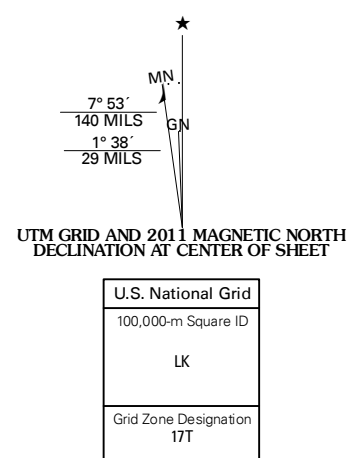 ★
MN
7° 53´
140 MILS
GN
1° 38´
29 MILS
UTM GRID AND 2011 MAGNETIC NORTH
DECLINATION AT CENTER OF SHEET
U.S. National Grid
100,000-m Square ID
LK
Grid Zone Designation
17T